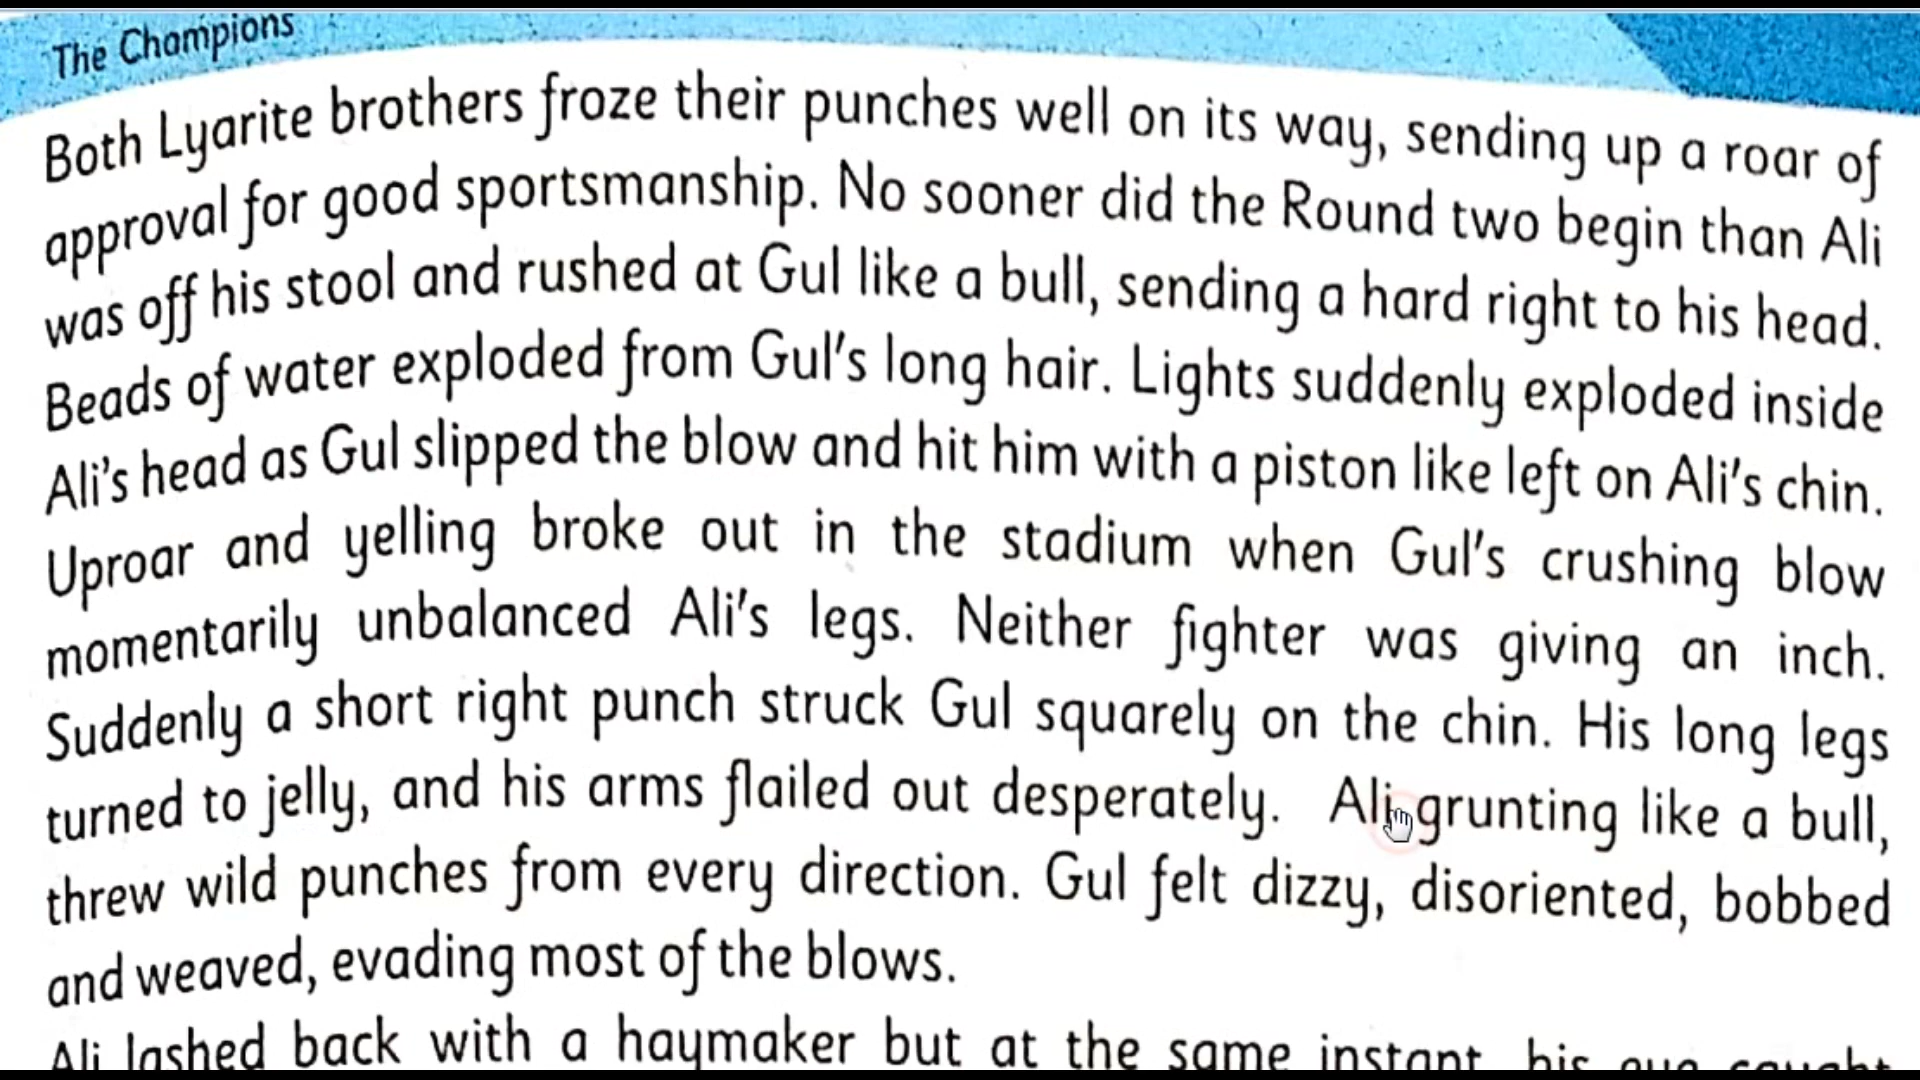 The Champions
Both Lyarite brothers froze their punches well on its way, sending up a roar of
approval for good sportsmanship. No sooner did the Round two begin than Ali
was off his stool and rushed at Gul like a bull, sending a hard right to his head.
Beads of water exploded from Gul's long hair. Lights suddenly exploded inside
Ali's head as Gul slipped the blow and hit him with a piston like left on Ali's chin.
Uproar and yelling broke out in the stadium when Gul's crushing blow
momentarily unbalanced Ali's legs. Neither fighter was giving an inch.
Suddenly a short right punch struck Gul squarely on the chin. His long legs
turned to jelly, and his arms flailed out desperately. Ali grunting like a bull,
threw wild punches from every direction. Gul felt dizzy, disoriented, bobbed
and weaved, evading most of the blows.
Ali lashed back with a haymaker but at the same instant, his eye caught